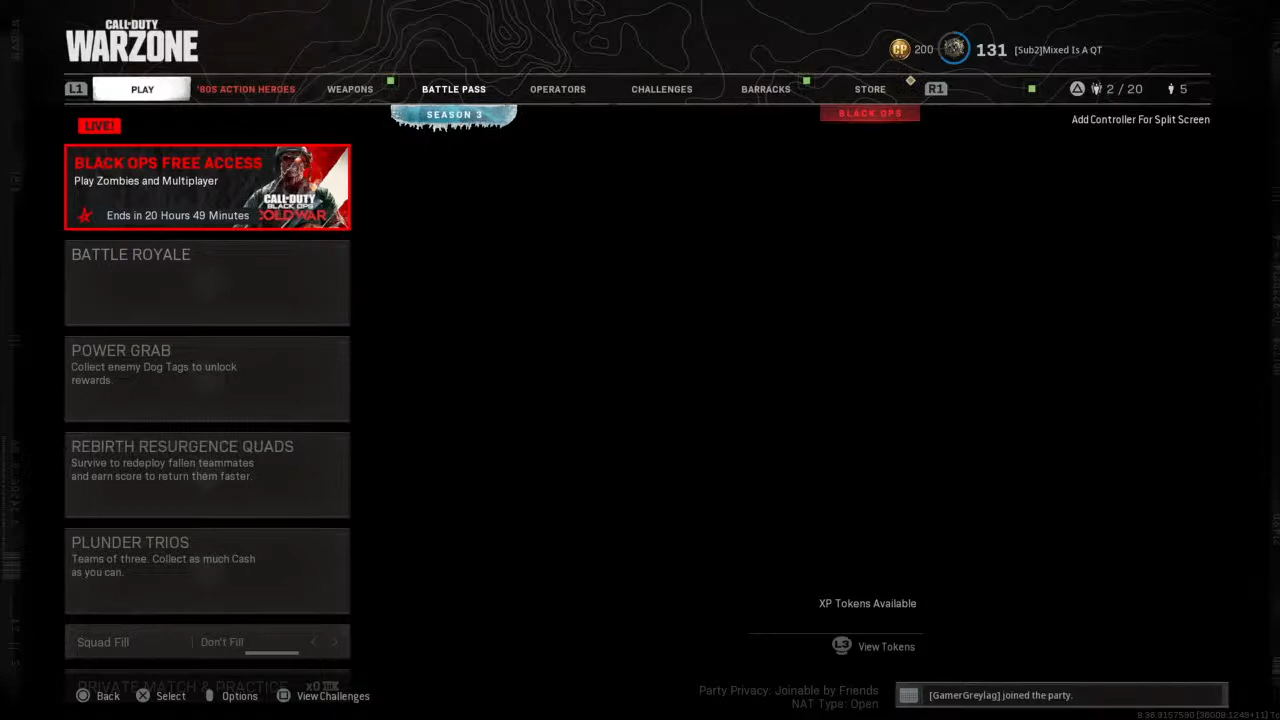 CALL OF DUTY
WARZONE
CP 200 131 [Sub2]Mixed Is A QT
L1 PLAY '80S ACTION HEROES WEAPONS BATTLE PASS OPERATORS CHALLENGES BARRACKS STORE R1 2 / 20 5
SEASON 3
BLACK OPS
Add Controller For Split Screen
LIVE!
BLACK OPS FREE ACCESS
Play Zombies and Multiplayer
CALL OF DUTY
BLACK OPS
COLD WAR
Ends in 20 Hours 49 Minutes
BATTLE ROYALE
POWER GRAB
Collect enemy Dog Tags to unlock
rewards.
REBIRTH RESURGENCE QUADS
Survive to redeploy fallen teammates
and earn score to return them faster.
PLUNDER TRIOS
Teams of three. Collect as much Cash
as you can.
XP Tokens Available
Squad Fill Don't Fill
L3 View Tokens
PRIVATE MATCH & PRACTICE
Back Select Options View Challenges
Party Privacy: Joinable by Friends
NAT Type: Open
[GamerGreylag] joined the party.